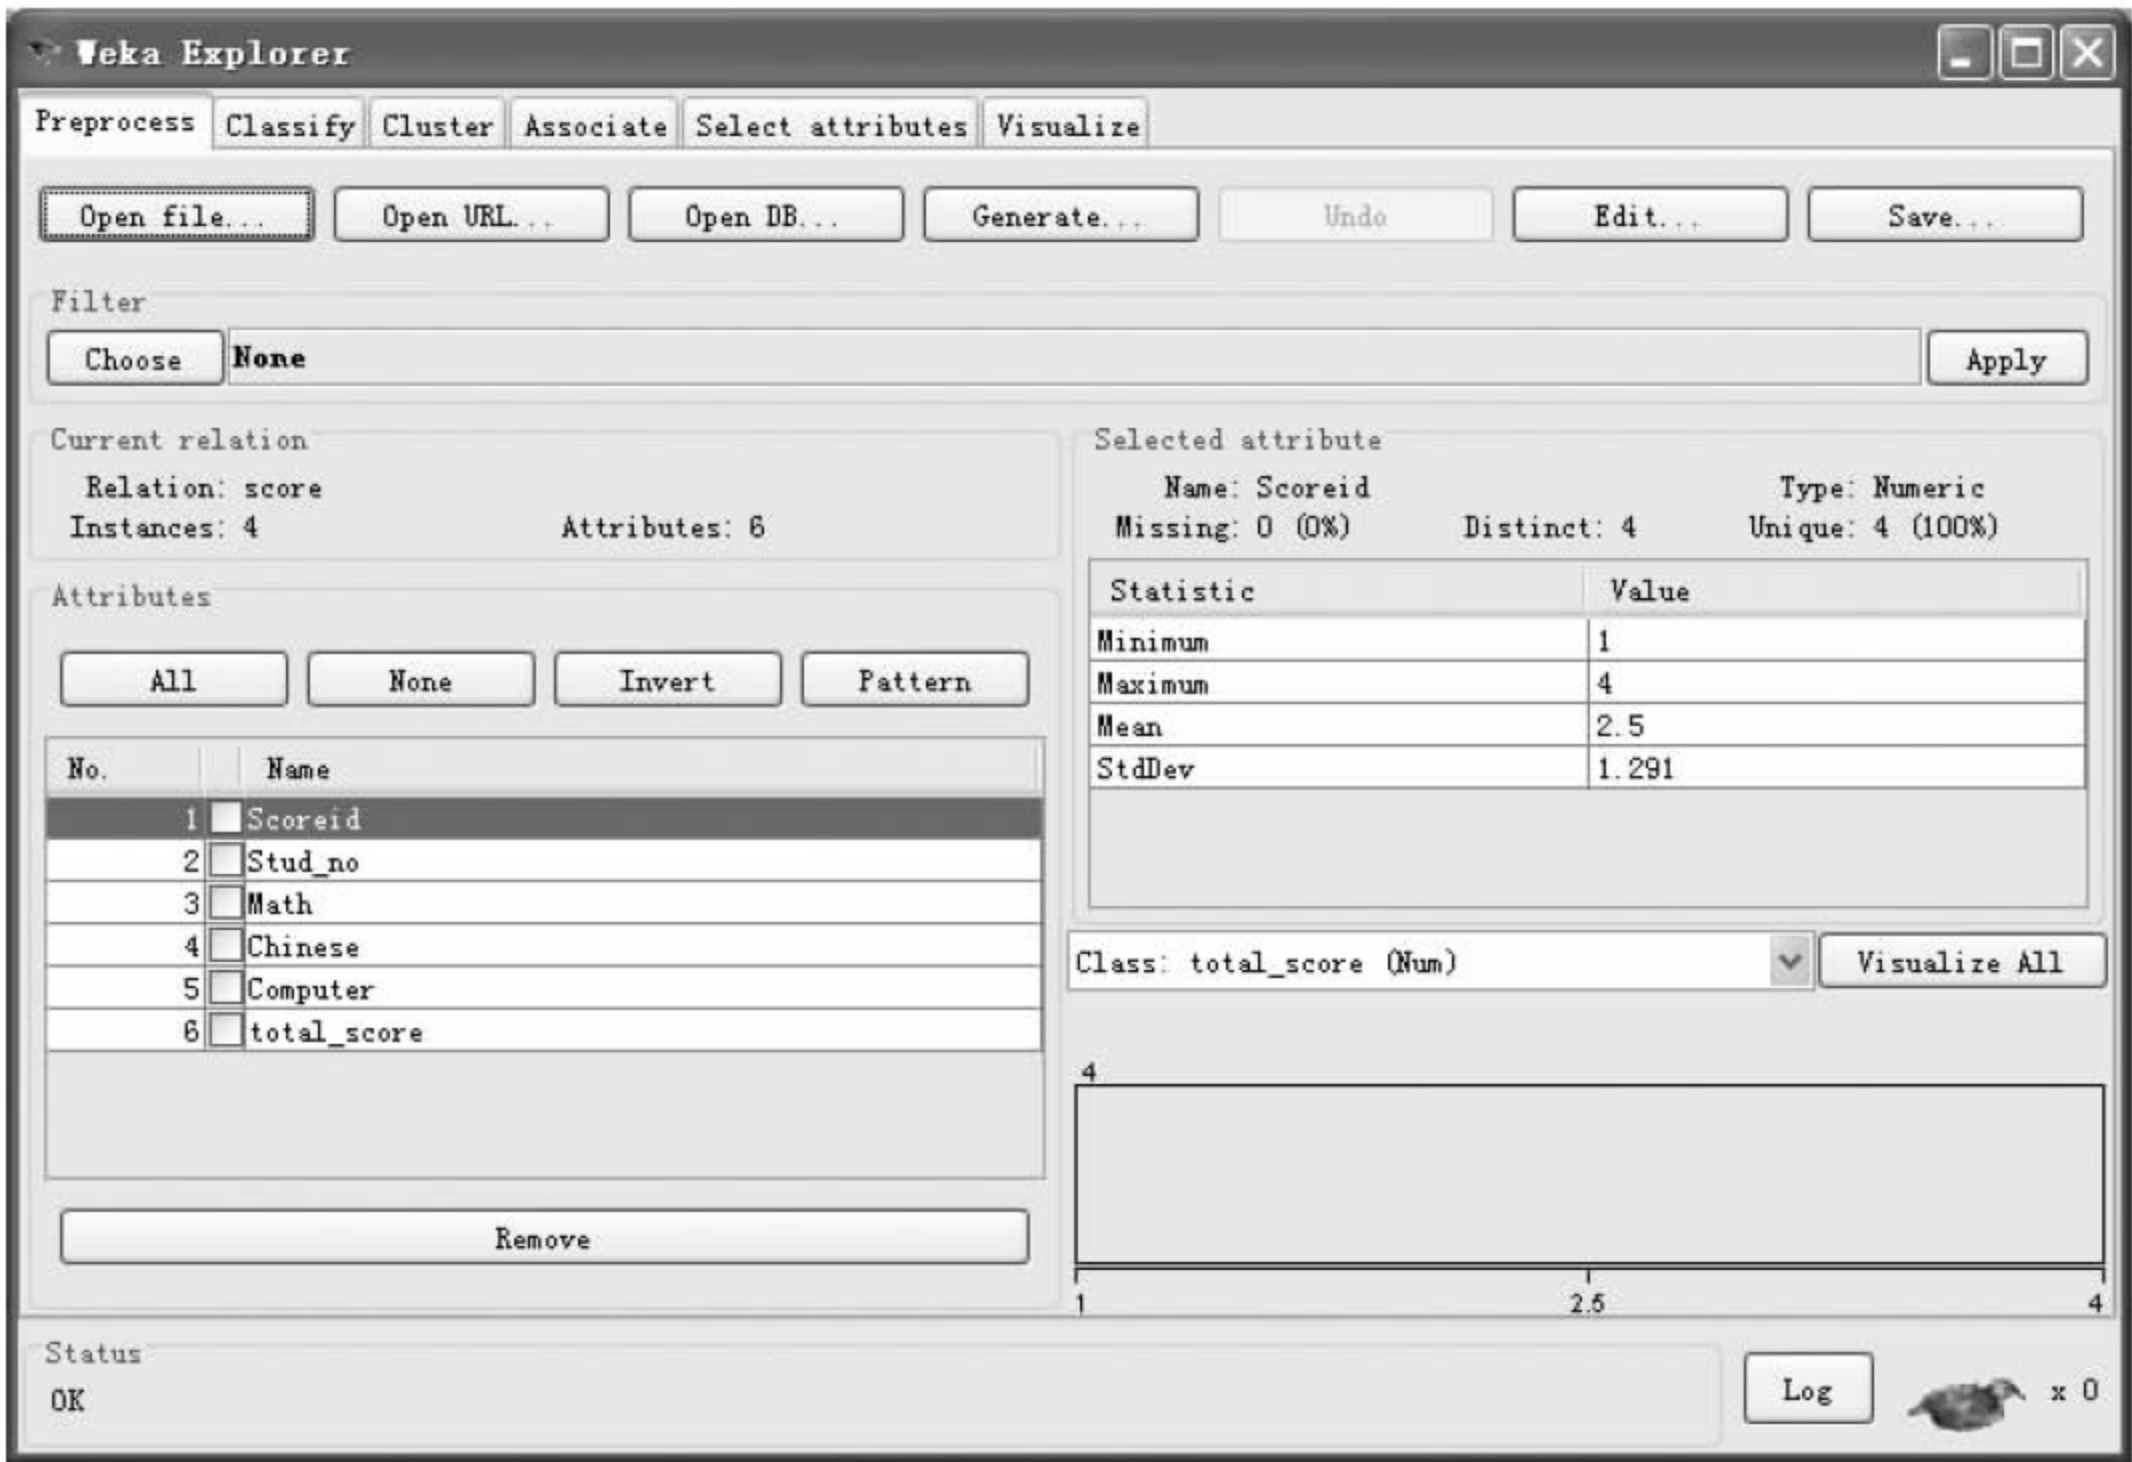 Weka Explorer
Preprocess Classify Cluster Associate Select attributes Visualize
Open file... Open URL... Open DB... Generate... Undo Edit... Save...
Filter
Choose None Apply
Current relation
Relation: score
Instances: 4 Attributes: 6
Attributes
All None Invert Pattern
No. Name
1 Scoreid
2 Stud_no
3 Math
4 Chinese
5 Computer
6 total_score
Remove
Selected attribute
Name: Scoreid Type: Numeric
Missing: 0 (0%) Distinct: 4 Unique: 4 (100%)
Statistic Value
Minimum 1
Maximum 4
Mean 2.5
StdDev 1.291
Class: total_score (Num) Visualize All
4
1 2.5 4
Status
OK
Log x 0